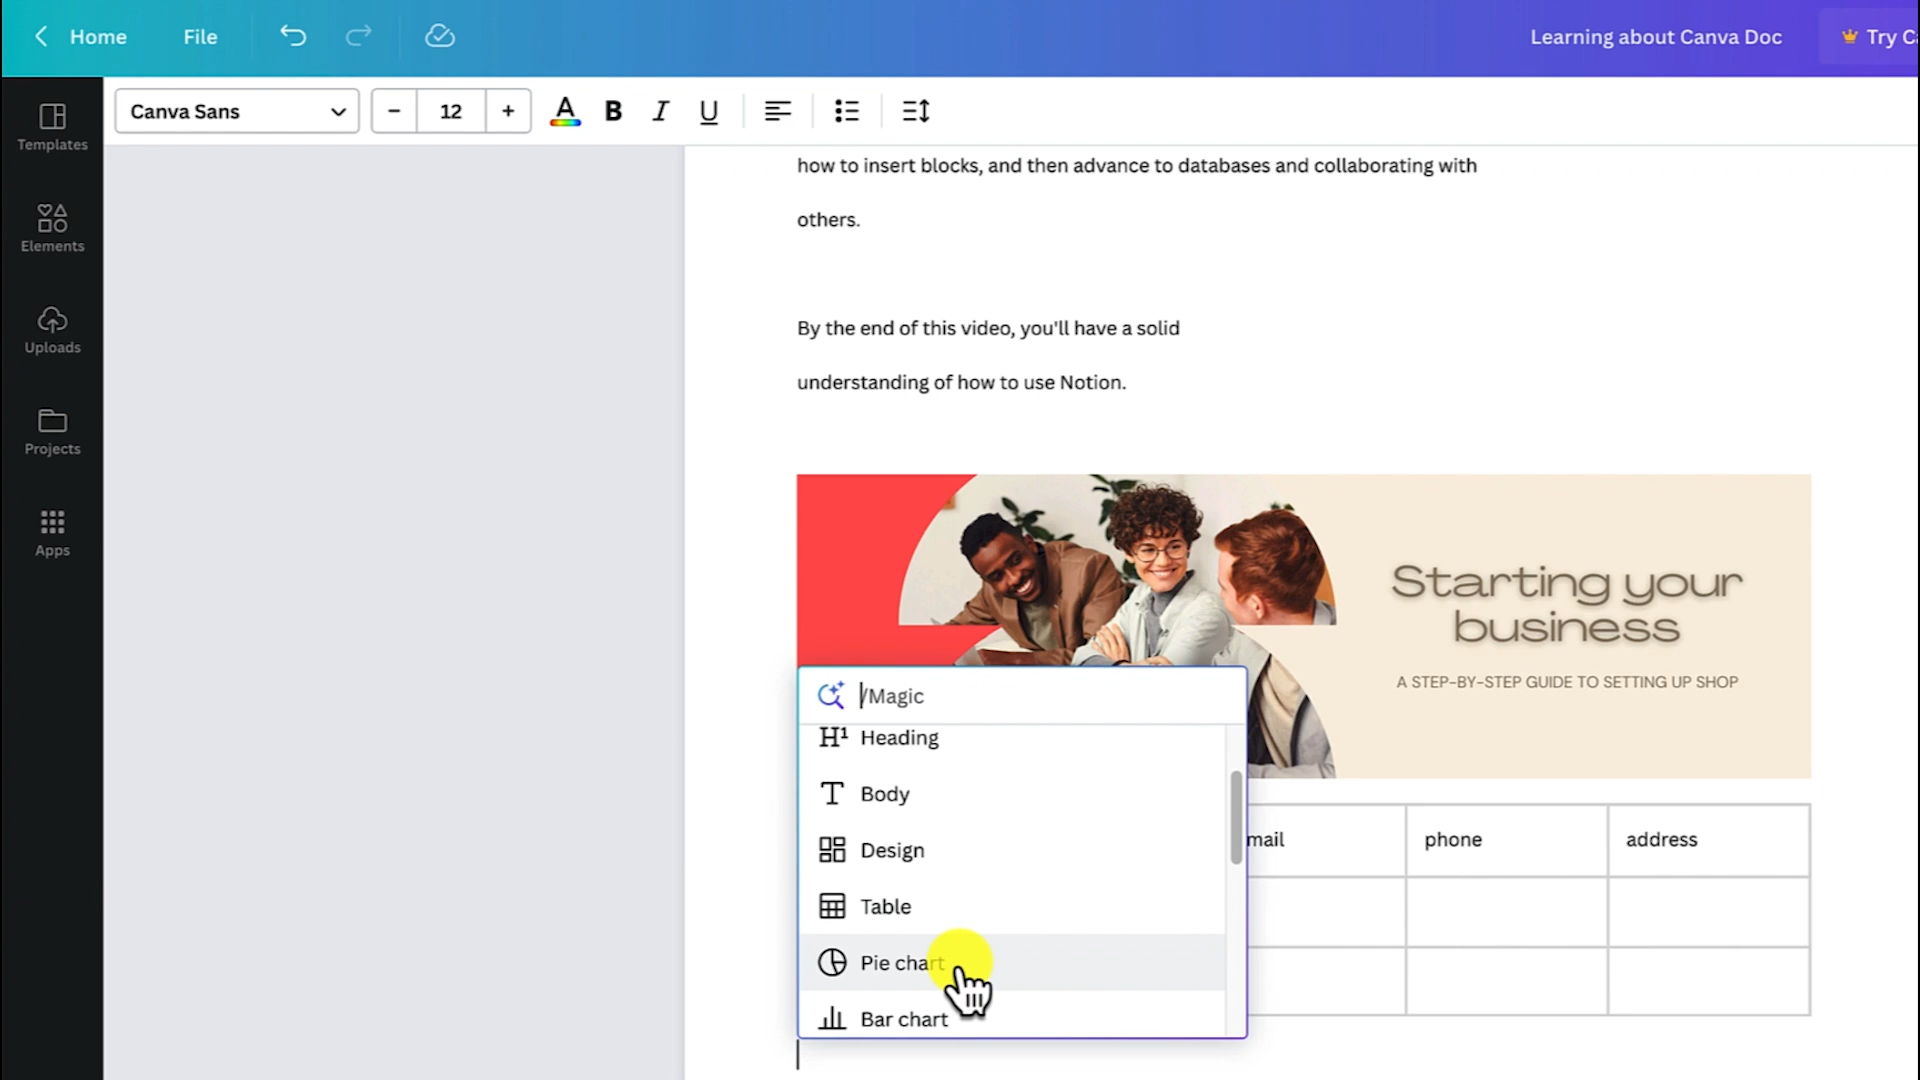 Home File Learning about Canva Doc Try
Canva Sans - 12 + A B I U
Templates
Elements
Uploads
Projects
Apps
how to insert blocks, and then advance to databases and collaborating with
others.
By the end of this video, you'll have a solid
understanding of how to use Notion.
Starting your
business
A STEP-BY-STEP GUIDE TO SETTING UP SHOP
/Magic
H1 Heading
T Body
Design
Table
Pie chart
Bar chart
mail phone address